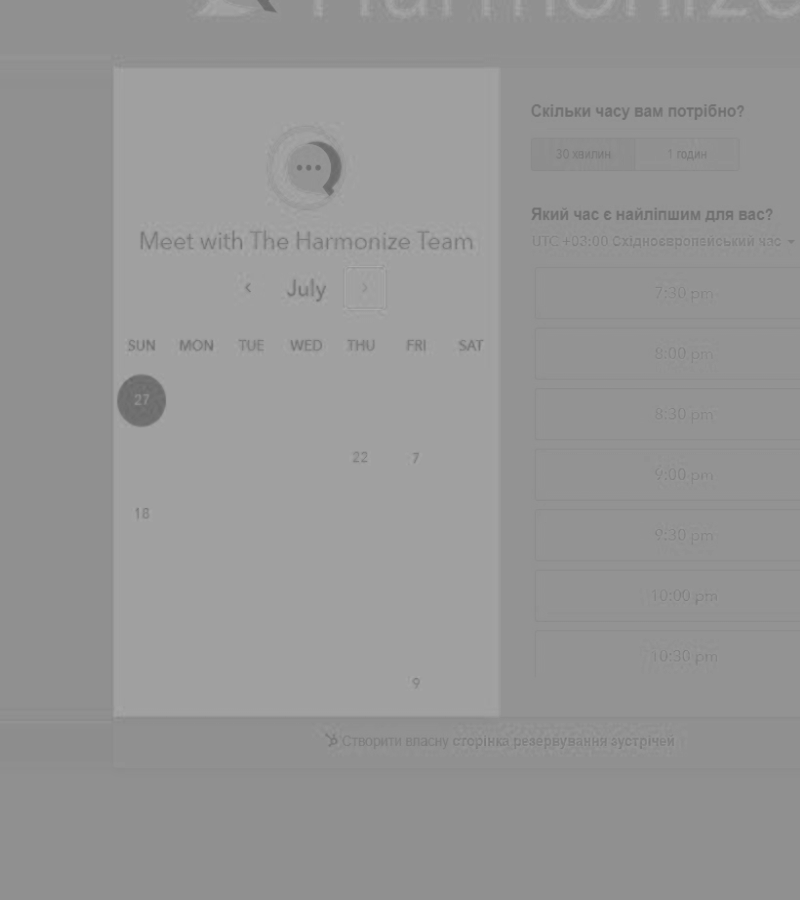 Harmonize
Meet with The Harmonize Team
‹ July ›
SUN MON TUE WED THU FRI SAT
27
22 7
18
9
Скільки часу вам потрібно?
30 хвилин 1 годин
Який час є найліпшим для вас?
UTC +03:00 Східноєвропейський час
7:30 pm
8:00 pm
8:30 pm
9:00 pm
9:30 pm
10:00 pm
10:30 pm
Створити власну сторінка резервування зустрічей